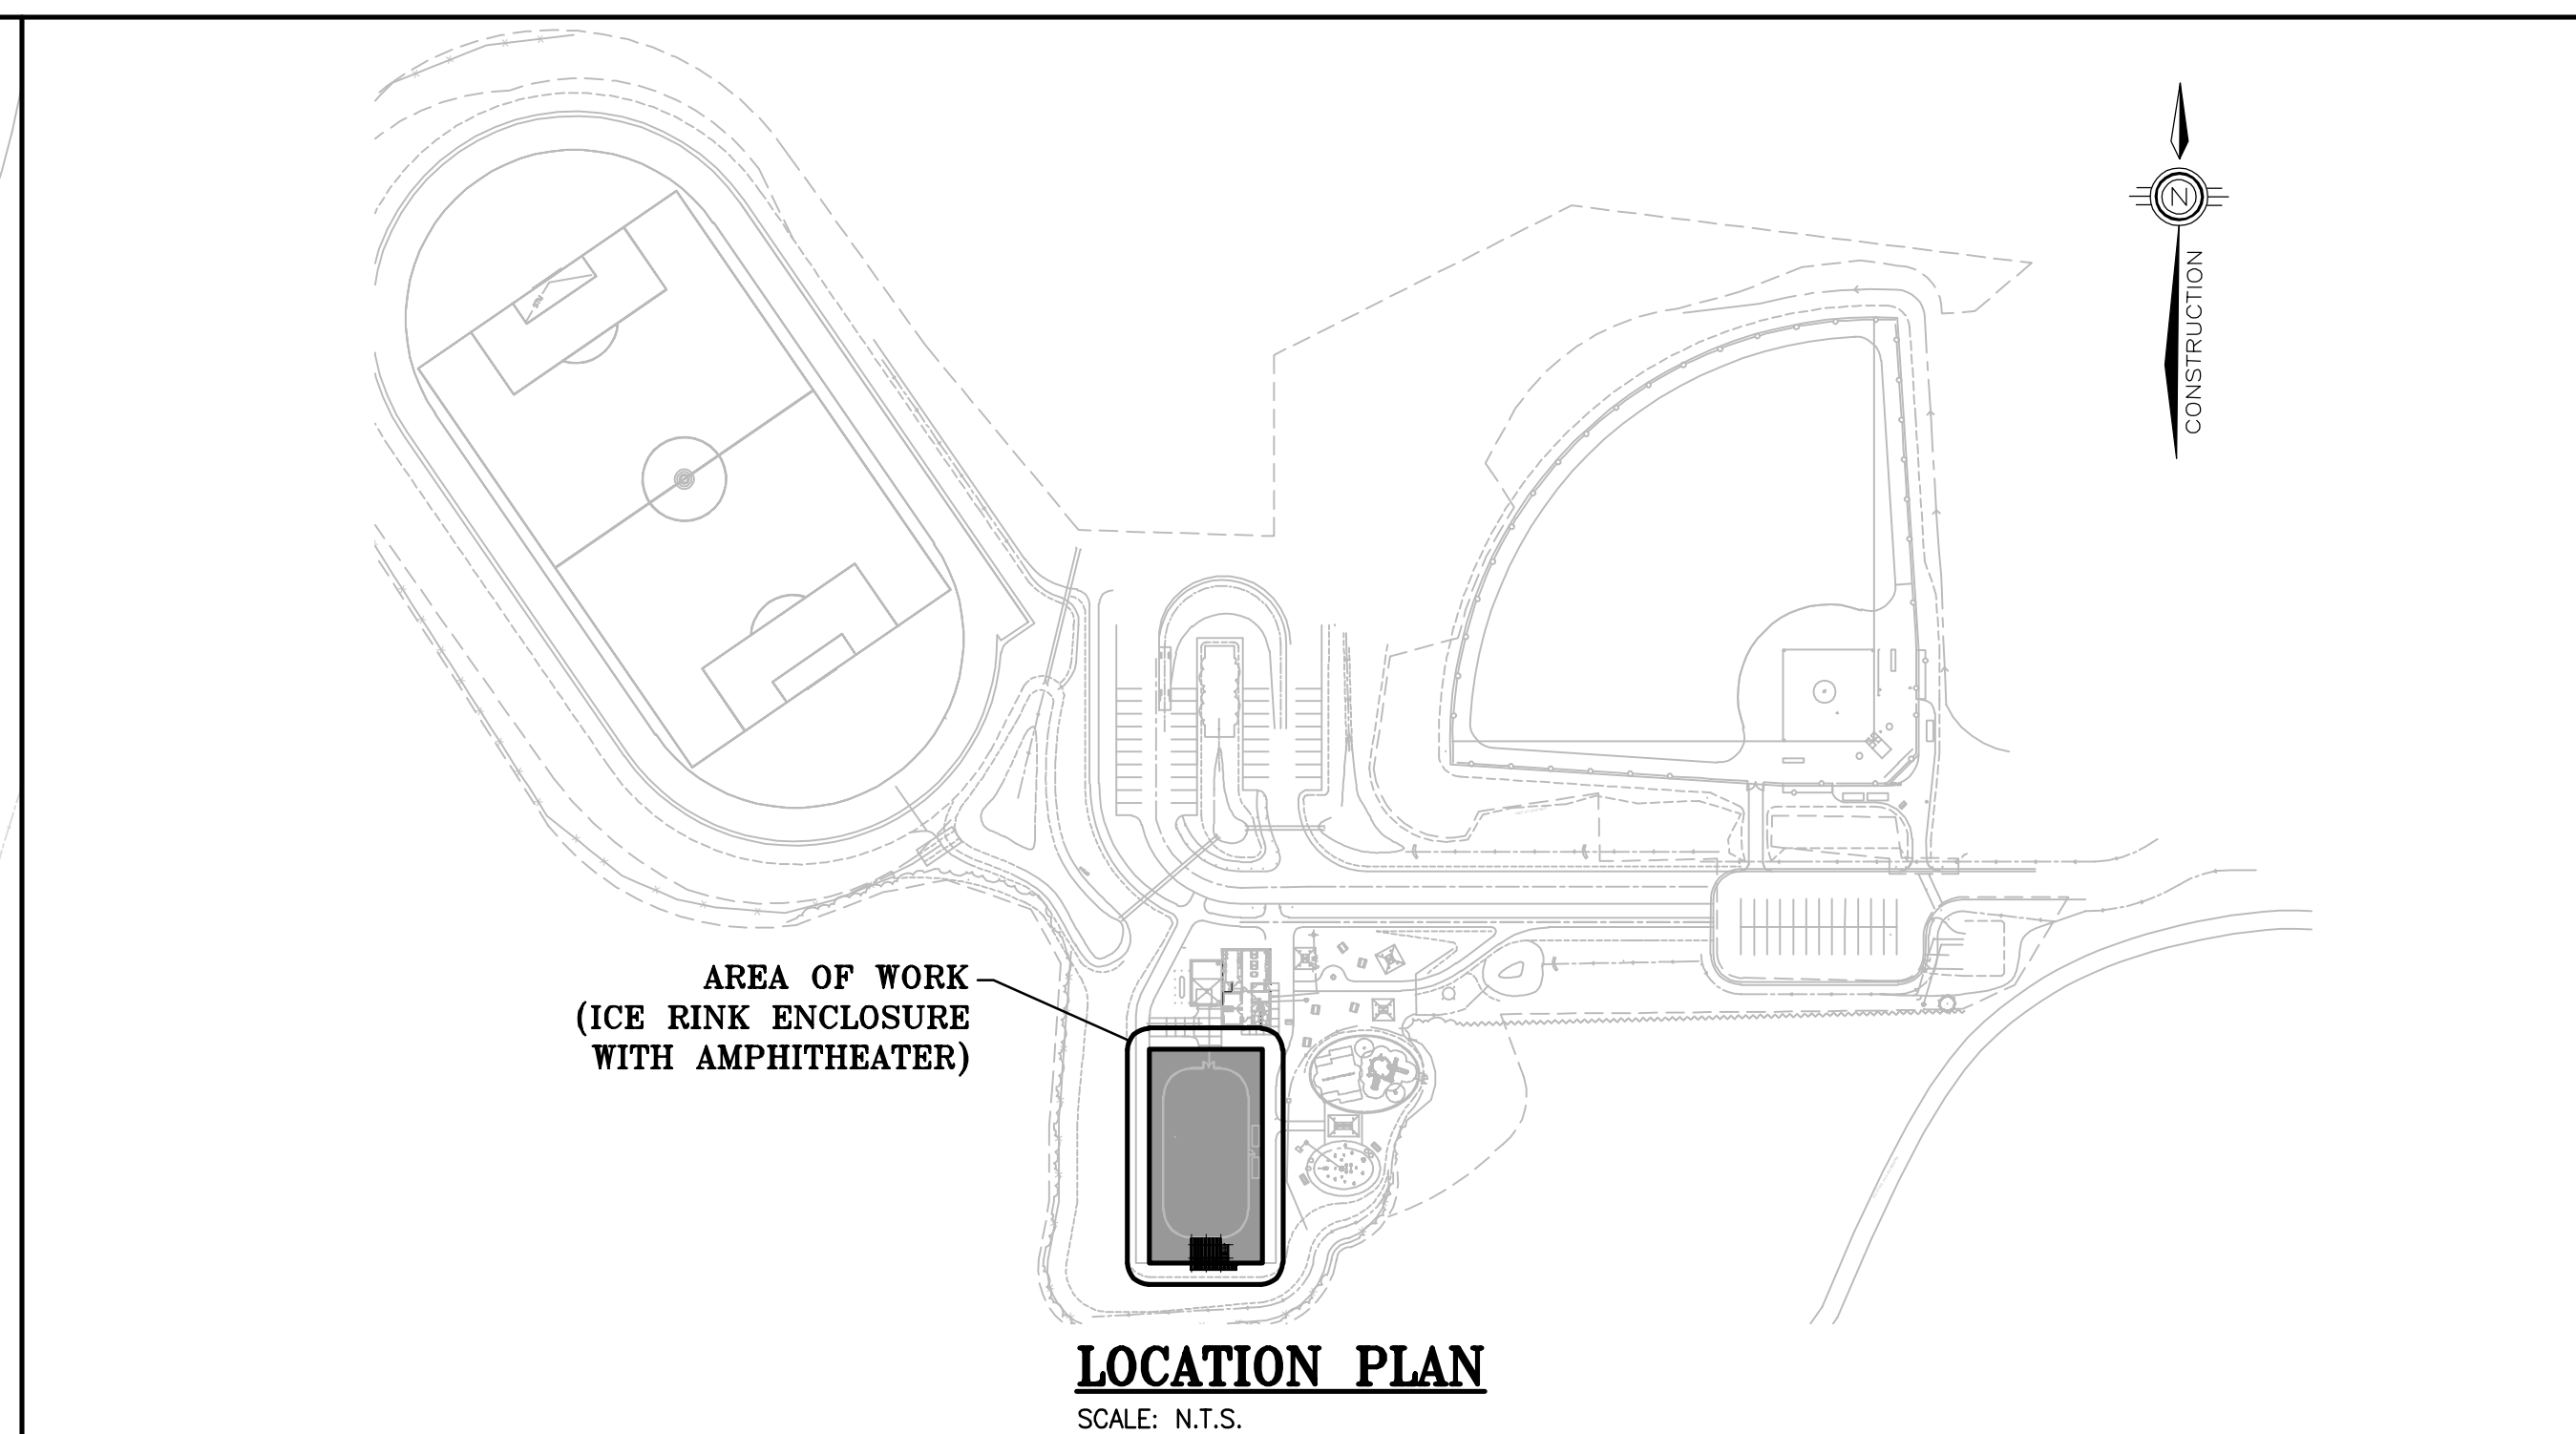 N
CONSTRUCTION
AREA OF WORK
(ICE RINK ENCLOSURE
WITH AMPHITHEATER)
LOCATION PLAN
SCALE: N.T.S.